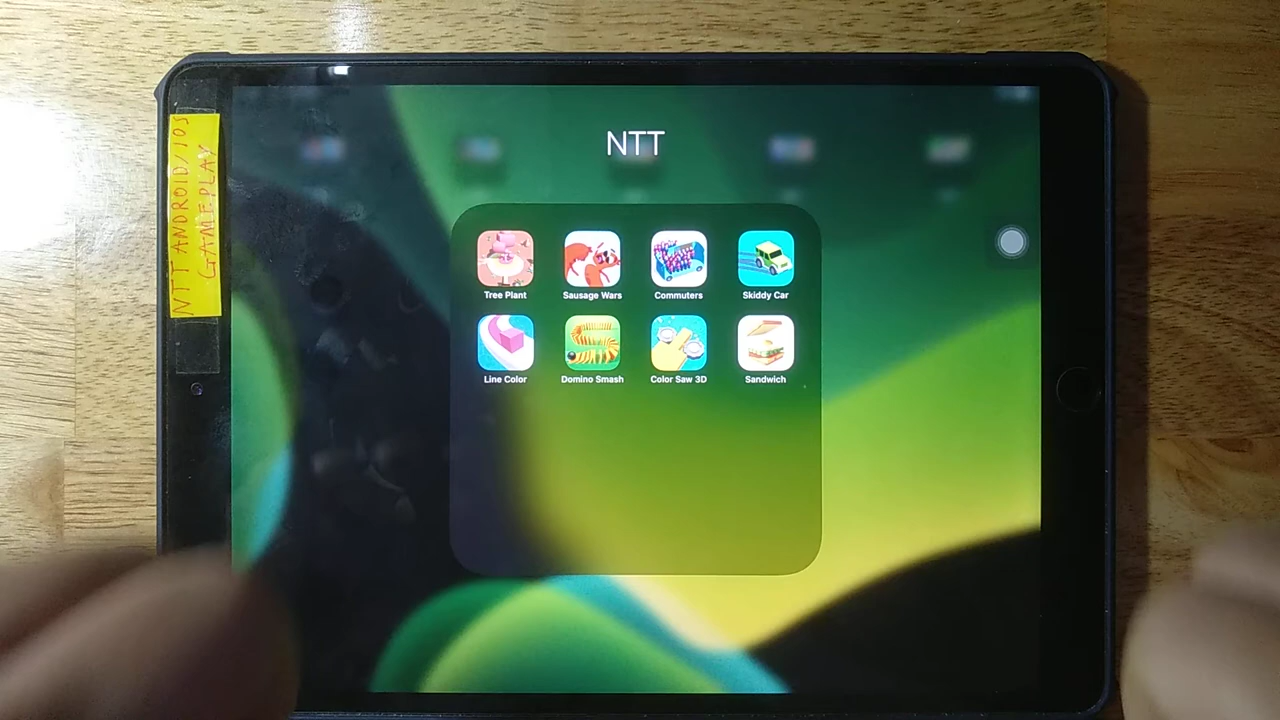 NTT ANDROID/IOS
GAMEPLAY
NTT
Tree Plant
Sausage Wars
Commuters
Skiddy Car
Line Color
Domino Smash
Color Saw 3D
Sandwich